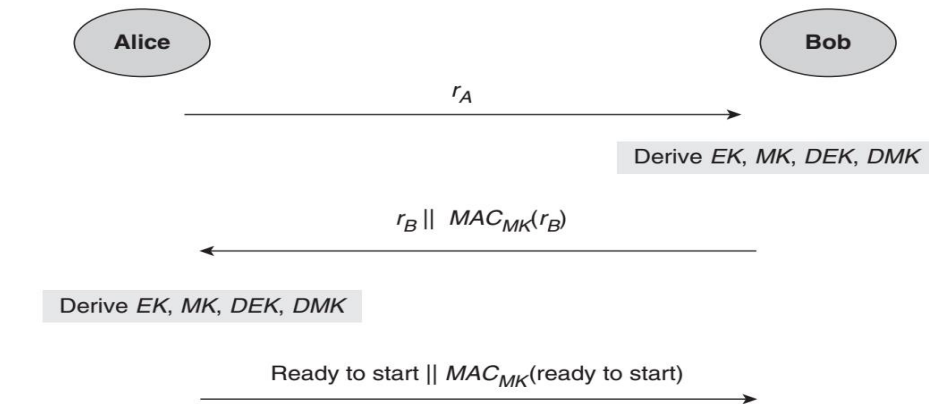 Alice
Bob
r_A
Derive EK, MK, DEK, DMK
r_B || MAC_MK(r_B)
Derive EK, MK, DEK, DMK
Ready to start || MAC_MK(ready to start)